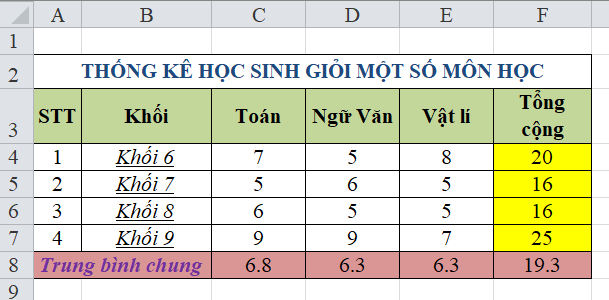 A B C D E F
1
2 THỐNG KÊ HỌC SINH GIỎI MỘT SỐ MÔN HỌC
3 STT Khối Toán Ngữ Văn Vật lí Tổng cộng
4 1 Khối 6 7 5 8 20
5 2 Khối 7 5 6 5 16
6 3 Khối 8 6 5 5 16
7 4 Khối 9 9 9 7 25
8 Trung bình chung 6.8 6.3 6.3 19.3
9